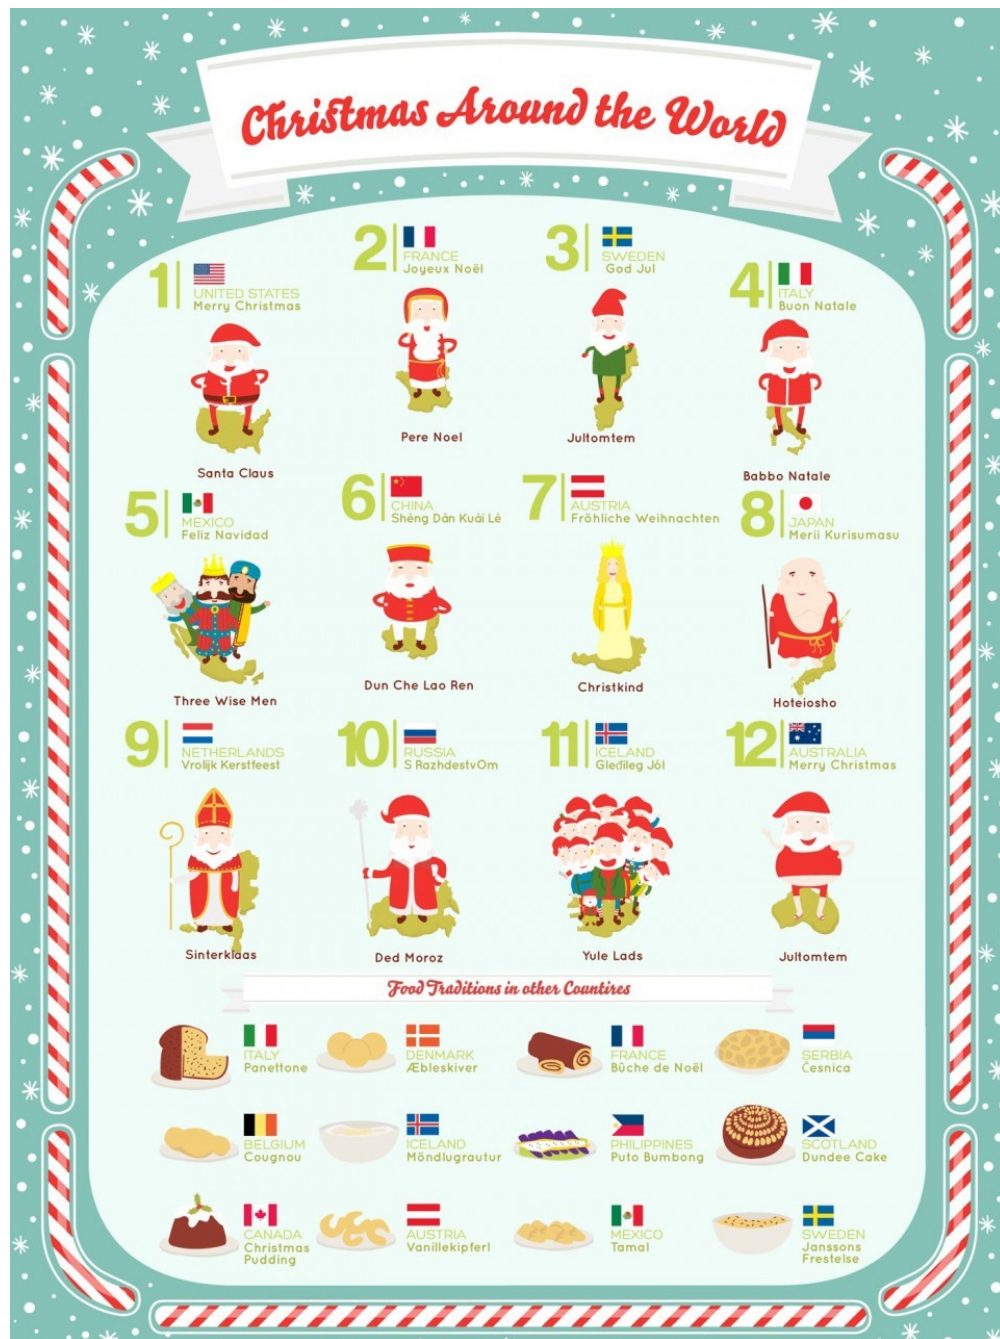 Christmas Around the World
1
UNITED STATES
Merry Christmas
Santa Claus
2
FRANCE
Joyeux Noël
Pere Noel
3
SWEDEN
God Jul
Jultomtem
4
ITALY
Buon Natale
Babbo Natale
5
MEXICO
Feliz Navidad
Three Wise Men
6
CHINA
Shèng Dàn Kuài Lè
Dun Che Lao Ren
7
AUSTRIA
Fröhliche Weihnachten
Christkind
8
JAPAN
Merii Kurisumasu
Hoteiosho
9
NETHERLANDS
Vrolijk Kerstfeest
Sinterklaas
10
RUSSIA
S RazhdestvOm
Ded Moroz
11
ICELAND
Gleđileg Jól
Yule Lads
12
AUSTRALIA
Merry Christmas
Jultomtem
Food Traditions in other Countires
ITALY
Panettone
DENMARK
Æbleskiver
FRANCE
Bûche de Noël
SERBIA
Česnica
BELGIUM
Cougnou
ICELAND
Möndlugrautur
PHILIPPINES
Puto Bumbong
SCOTLAND
Dundee Cake
CANADA
Christmas
Pudding
AUSTRIA
Vanillekipferl
MEXICO
Tamal
SWEDEN
Janssons
Frestelse